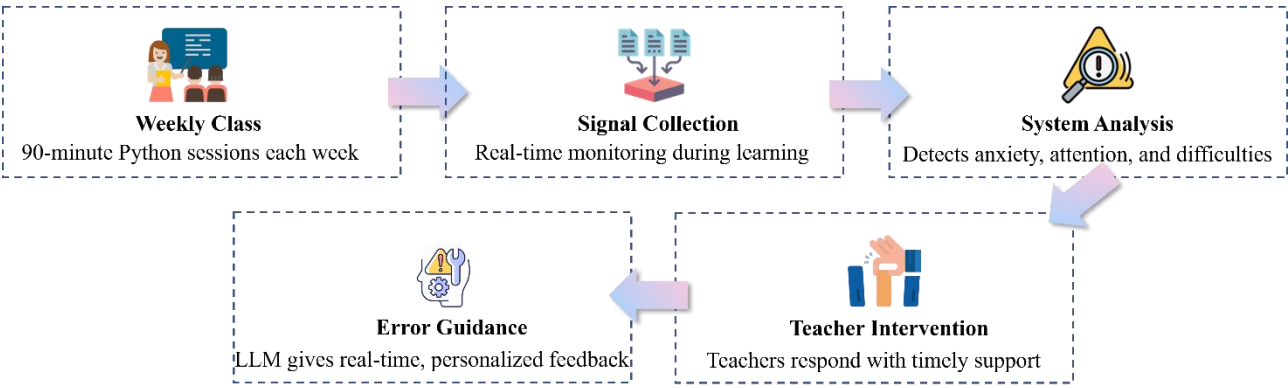 Weekly Class
90-minute Python sessions each week
Signal Collection
Real-time monitoring during learning
System Analysis
Detects anxiety, attention, and difficulties
Teacher Intervention
Teachers respond with timely support
Error Guidance
LLM gives real-time, personalized feedback